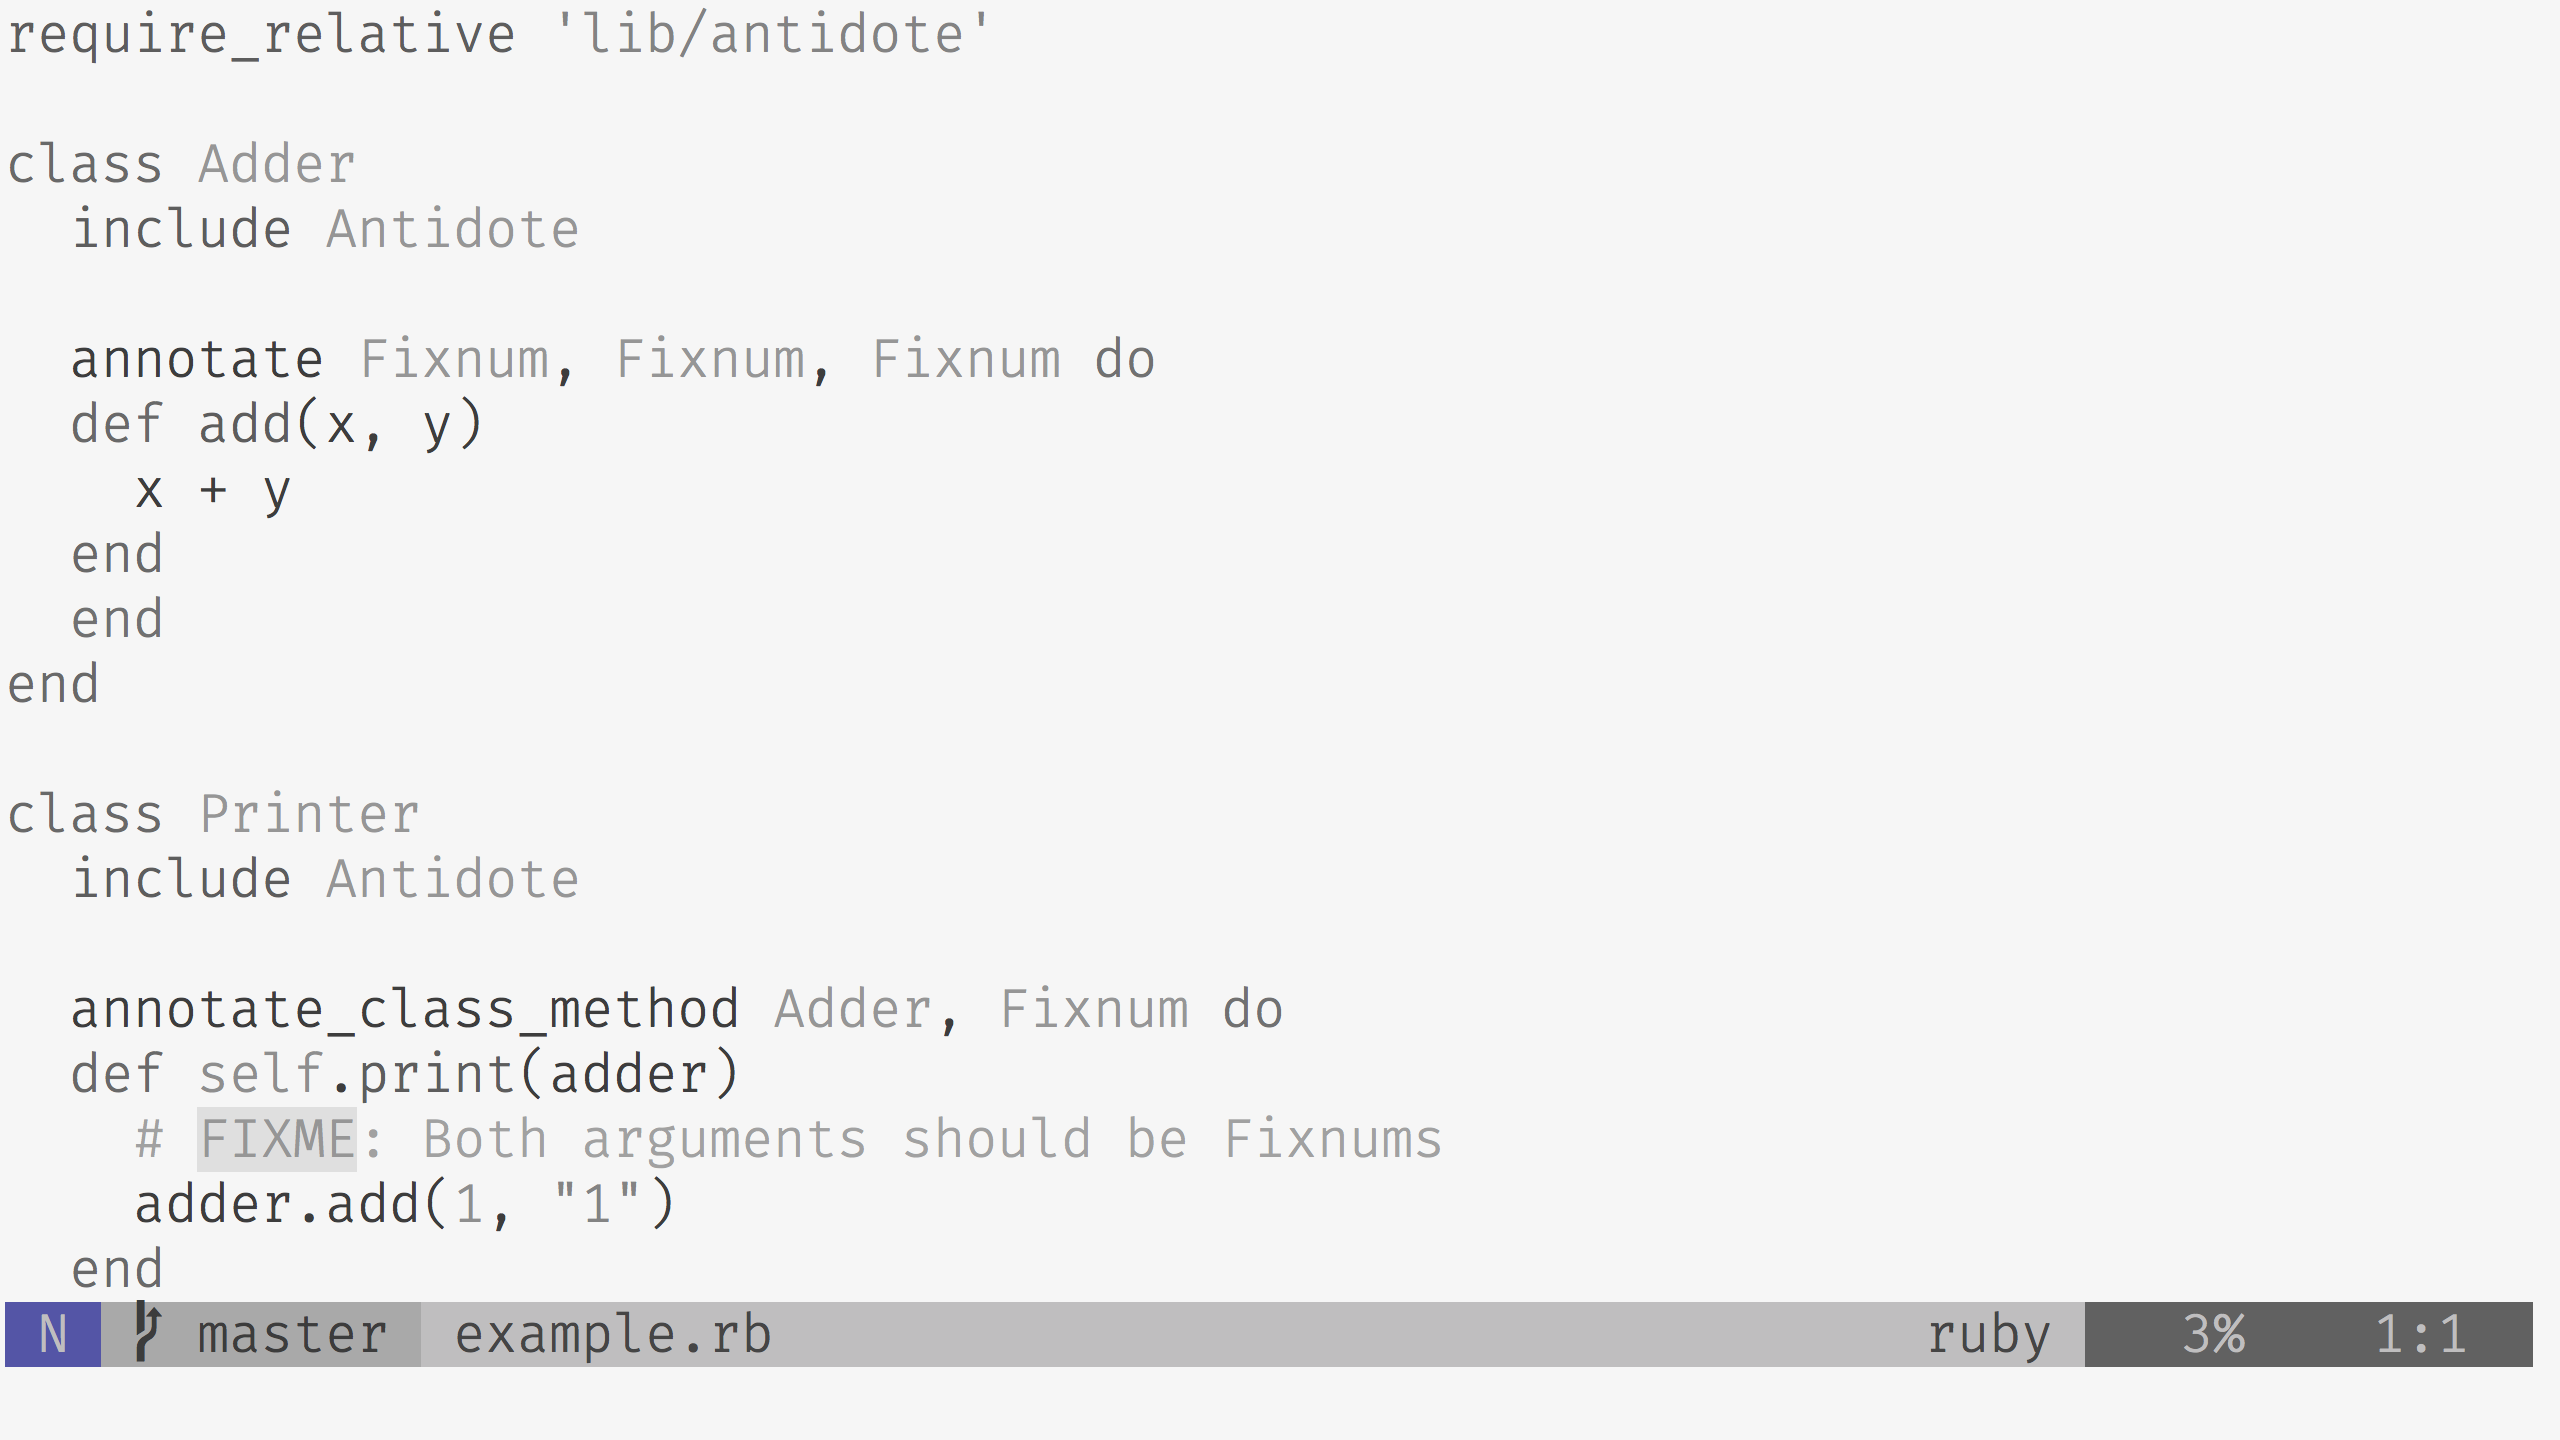 require_relative 'lib/antidote'

class Adder
  include Antidote

  annotate Fixnum, Fixnum, Fixnum do
  def add(x, y)
    x + y
  end
  end
end

class Printer
  include Antidote

  annotate_class_method Adder, Fixnum do
  def self.print(adder)
    # FIXME: Both arguments should be Fixnums
    adder.add(1, "1")
  end
N master example.rb ruby 3% 1:1